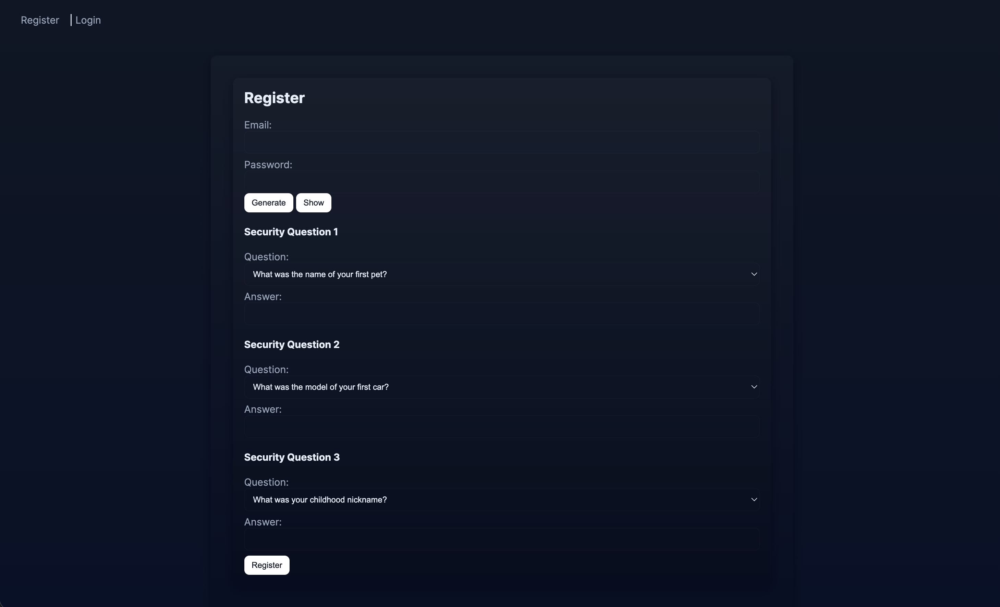 Register | Login
Register
Email:
Password:
Generate Show
Security Question 1
Question:
What was the name of your first pet?
Answer:
Security Question 2
Question:
What was the model of your first car?
Answer:
Security Question 3
Question:
What was your childhood nickname?
Answer:
Register